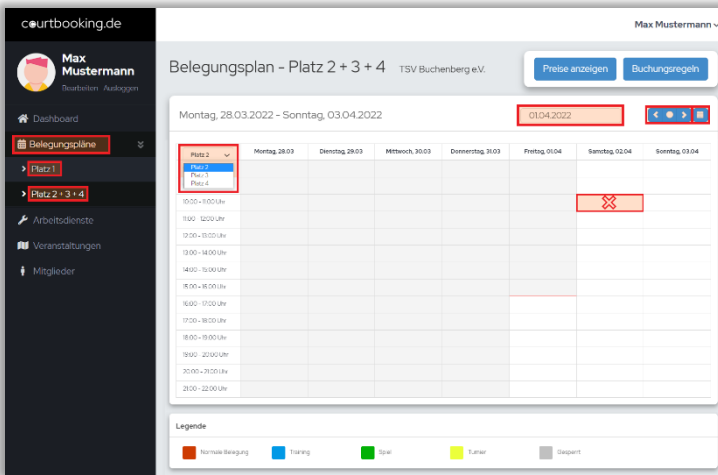 courtbooking.de
Max Mustermann
Max
Mustermann
Bearbeiten Ausloggen
Dashboard
Belegungspläne
Platz 1
Platz 2 + 3 + 4
Arbeitsdienste
Veranstaltungen
Mitglieder
Belegungsplan - Platz 2 + 3 + 4 TSV Buchenberg e.V.
Preise anzeigen Buchungsregeln
Montag, 28.03.2022 - Sonntag, 03.04.2022 01.04.2022
Platz 2 Montag, 28.03 Dienstag, 29.03 Mittwoch, 30.03 Donnerstag, 31.03 Freitag, 01.04 Samstag, 02.04 Sonntag, 03.04
Platz 2
Platz 3
Platz 4
10:00 - 11:00 Uhr
11:00 - 12:00 Uhr
12:00 - 13:00 Uhr
13:00 - 14:00 Uhr
14:00 - 15:00 Uhr
15:00 - 16:00 Uhr
16:00 - 17:00 Uhr
17:00 - 18:00 Uhr
18:00 - 19:00 Uhr
19:00 - 20:00 Uhr
20:00 - 21:00 Uhr
21:00 - 22:00 Uhr
Legende
Normale Belegung Training Spiel Turnier Gesperrt